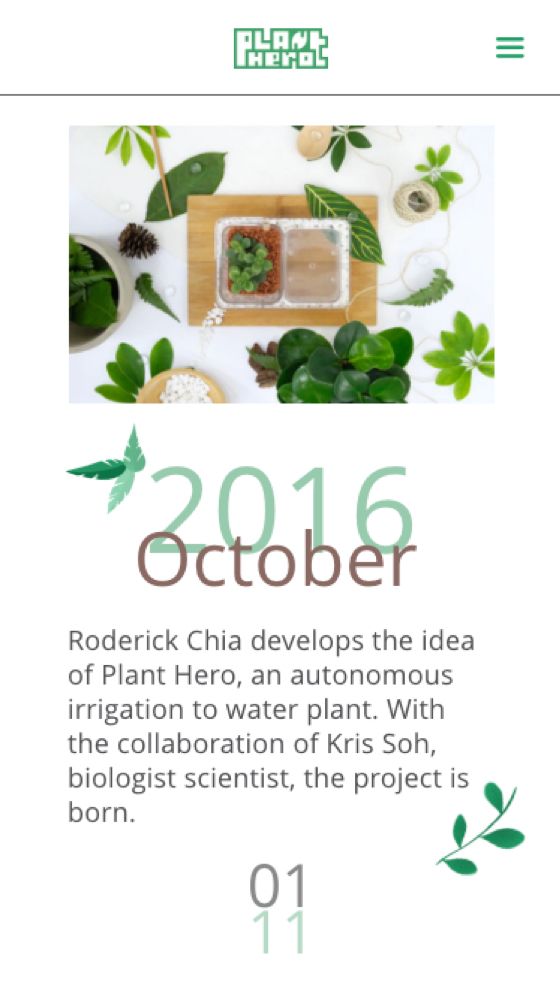 PLANT
HERO
2016
October
Roderick Chia develops the idea
of Plant Hero, an autonomous
irrigation to water plant. With
the collaboration of Kris Soh,
biologist scientist, the project is
born.
01
11